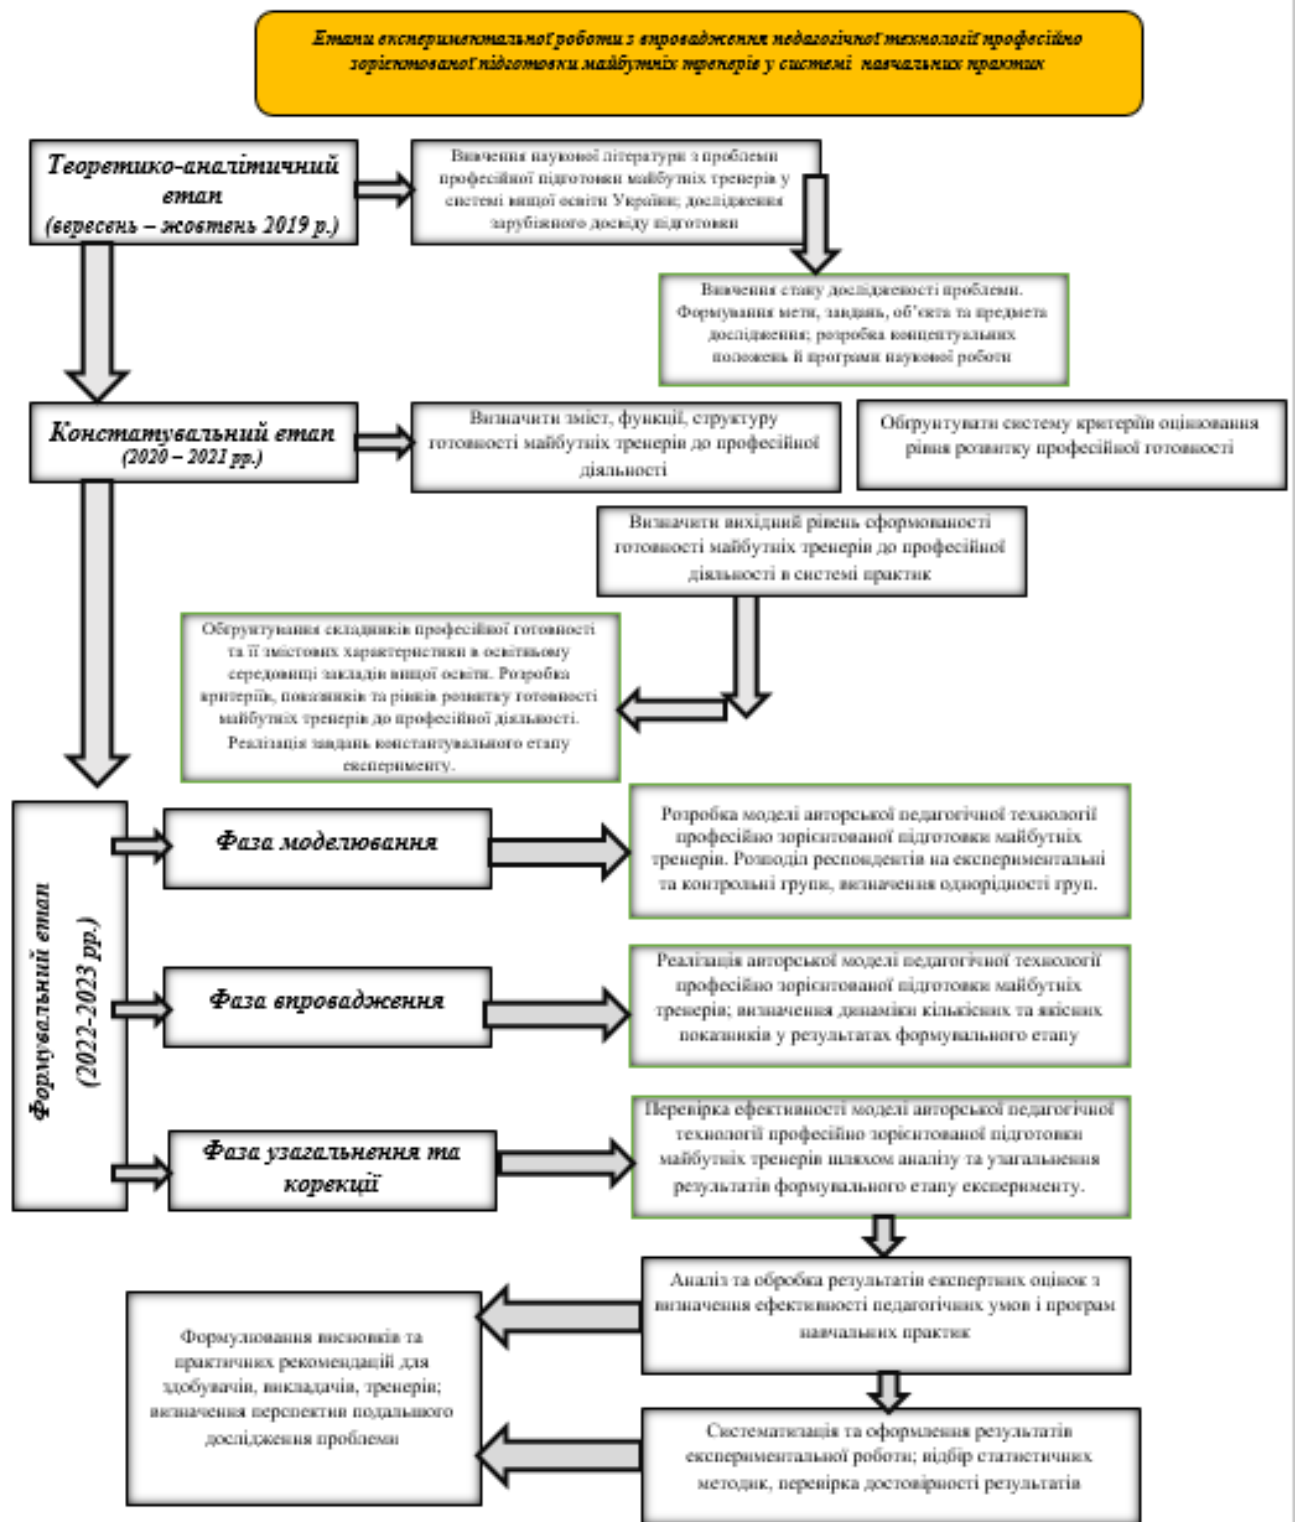 Етапи експериментальної роботи з впровадження педагогічної технології професійно
зорієнтованої підготовки майбутніх тренерів у системі навчальних практик
Теоретико-аналітичний
етап
(вересень – жовтень 2019 р.)
Вивчення наукової літератури з проблеми
професійної підготовки майбутніх тренерів у
системі вищої освіти України; дослідження
зарубіжного досвіду підготовки
Вивчення стану дослідженості проблеми.
Формування мети, завдань, об’єкта та предмета
дослідження; розробка концептуальних
положень й програми наукової роботи
Констатувальний етап
(2020 – 2021 рр.)
Визначити зміст, функції, структуру
готовності майбутніх тренерів до професійної
діяльності
Обґрунтувати систему критеріїв оцінювання
рівня розвитку професійної готовності
Визначити вихідний рівень сформованості
готовності майбутніх тренерів до професійної
діяльності в системі практик
Обґрунтування складників професійної готовності
та її змістових характеристики в освітньому
середовищі закладів вищої освіти. Розробка
критеріїв, показників та рівнів розвитку готовності
майбутніх тренерів до професійної діяльності.
Реалізація завдань константувального етапу
експерименту.
Формувальний етап
(2022-2023 рр.)
Фаза моделювання
Розробка моделі авторської педагогічної технології
професійно зорієнтованої підготовки майбутніх
тренерів. Розподіл респондентів на експериментальні
та контрольні групи, визначення однорідності груп.
Фаза впровадження
Реалізація авторської моделі педагогічної технології
професійно зорієнтованої підготовки майбутніх
тренерів; визначення динаміки кількісних та якісних
показників у результатах формувального етапу
Фаза узагальнення та
корекції
Перевірка ефективності моделі авторської педагогічної
технології професійно зорієнтованої підготовки
майбутніх тренерів шляхом аналізу та узагальнення
результатів формувального етапу експерименту.
Аналіз та обробка результатів експертних оцінок з
визначення ефективності педагогічних умов і програм
навчальних практик
Формулювання висновків та
практичних рекомендацій для
здобувачів, викладачів, тренерів;
визначення перспектив подальшого
дослідження проблеми
Систематизація та оформлення результатів
експериментальної роботи; відбір статистичних
методик, перевірка достовірності результатів